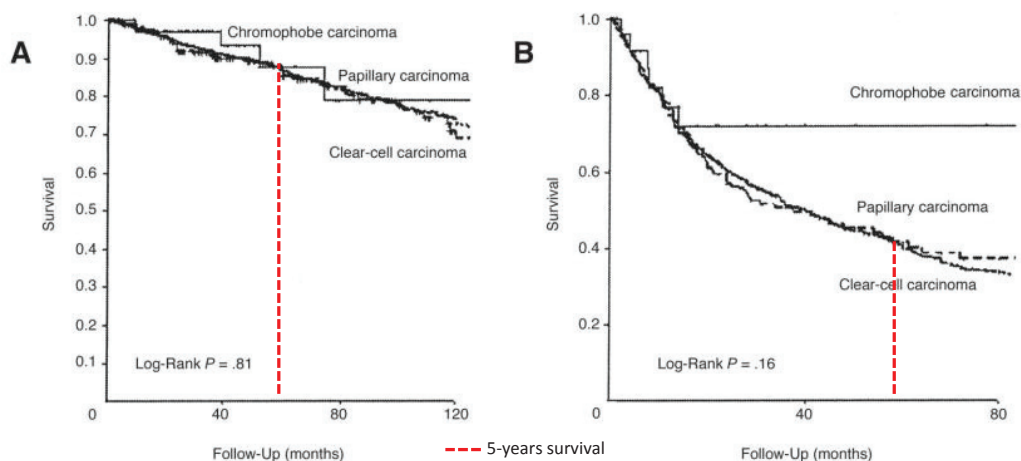 A
1.0
0.9
0.8
0.7
0.6
0.5
0.4
0.3
0.2
0.1
0
Survival
Chromophobe carcinoma
Papillary carcinoma
Clear-cell carcinoma
Log-Rank P = .81
40
80
120
Follow-Up (months)
B
1.0
0.8
0.6
0.4
0.2
0
Survival
Chromophobe carcinoma
Papillary carcinoma
Clear-cell carcinoma
Log-Rank P = .16
40
80
Follow-Up (months)
5-years survival